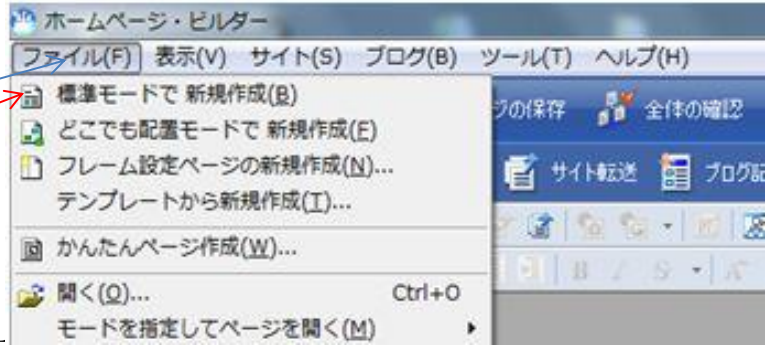 ホームページ・ビルダー
ファイル(F) 表示(V) サイト(S) ブログ(B) ツール(T) ヘルプ(H)
標準モードで 新規作成(B)
どこでも配置モードで 新規作成(E)
フレーム設定ページの新規作成(N)...
テンプレートから新規作成(T)...
かんたんページ作成(W)...
開く(O)... Ctrl+O
モードを指定してページを開く(M)
ジの保存 全体の確認
サイト転送 ブログ記